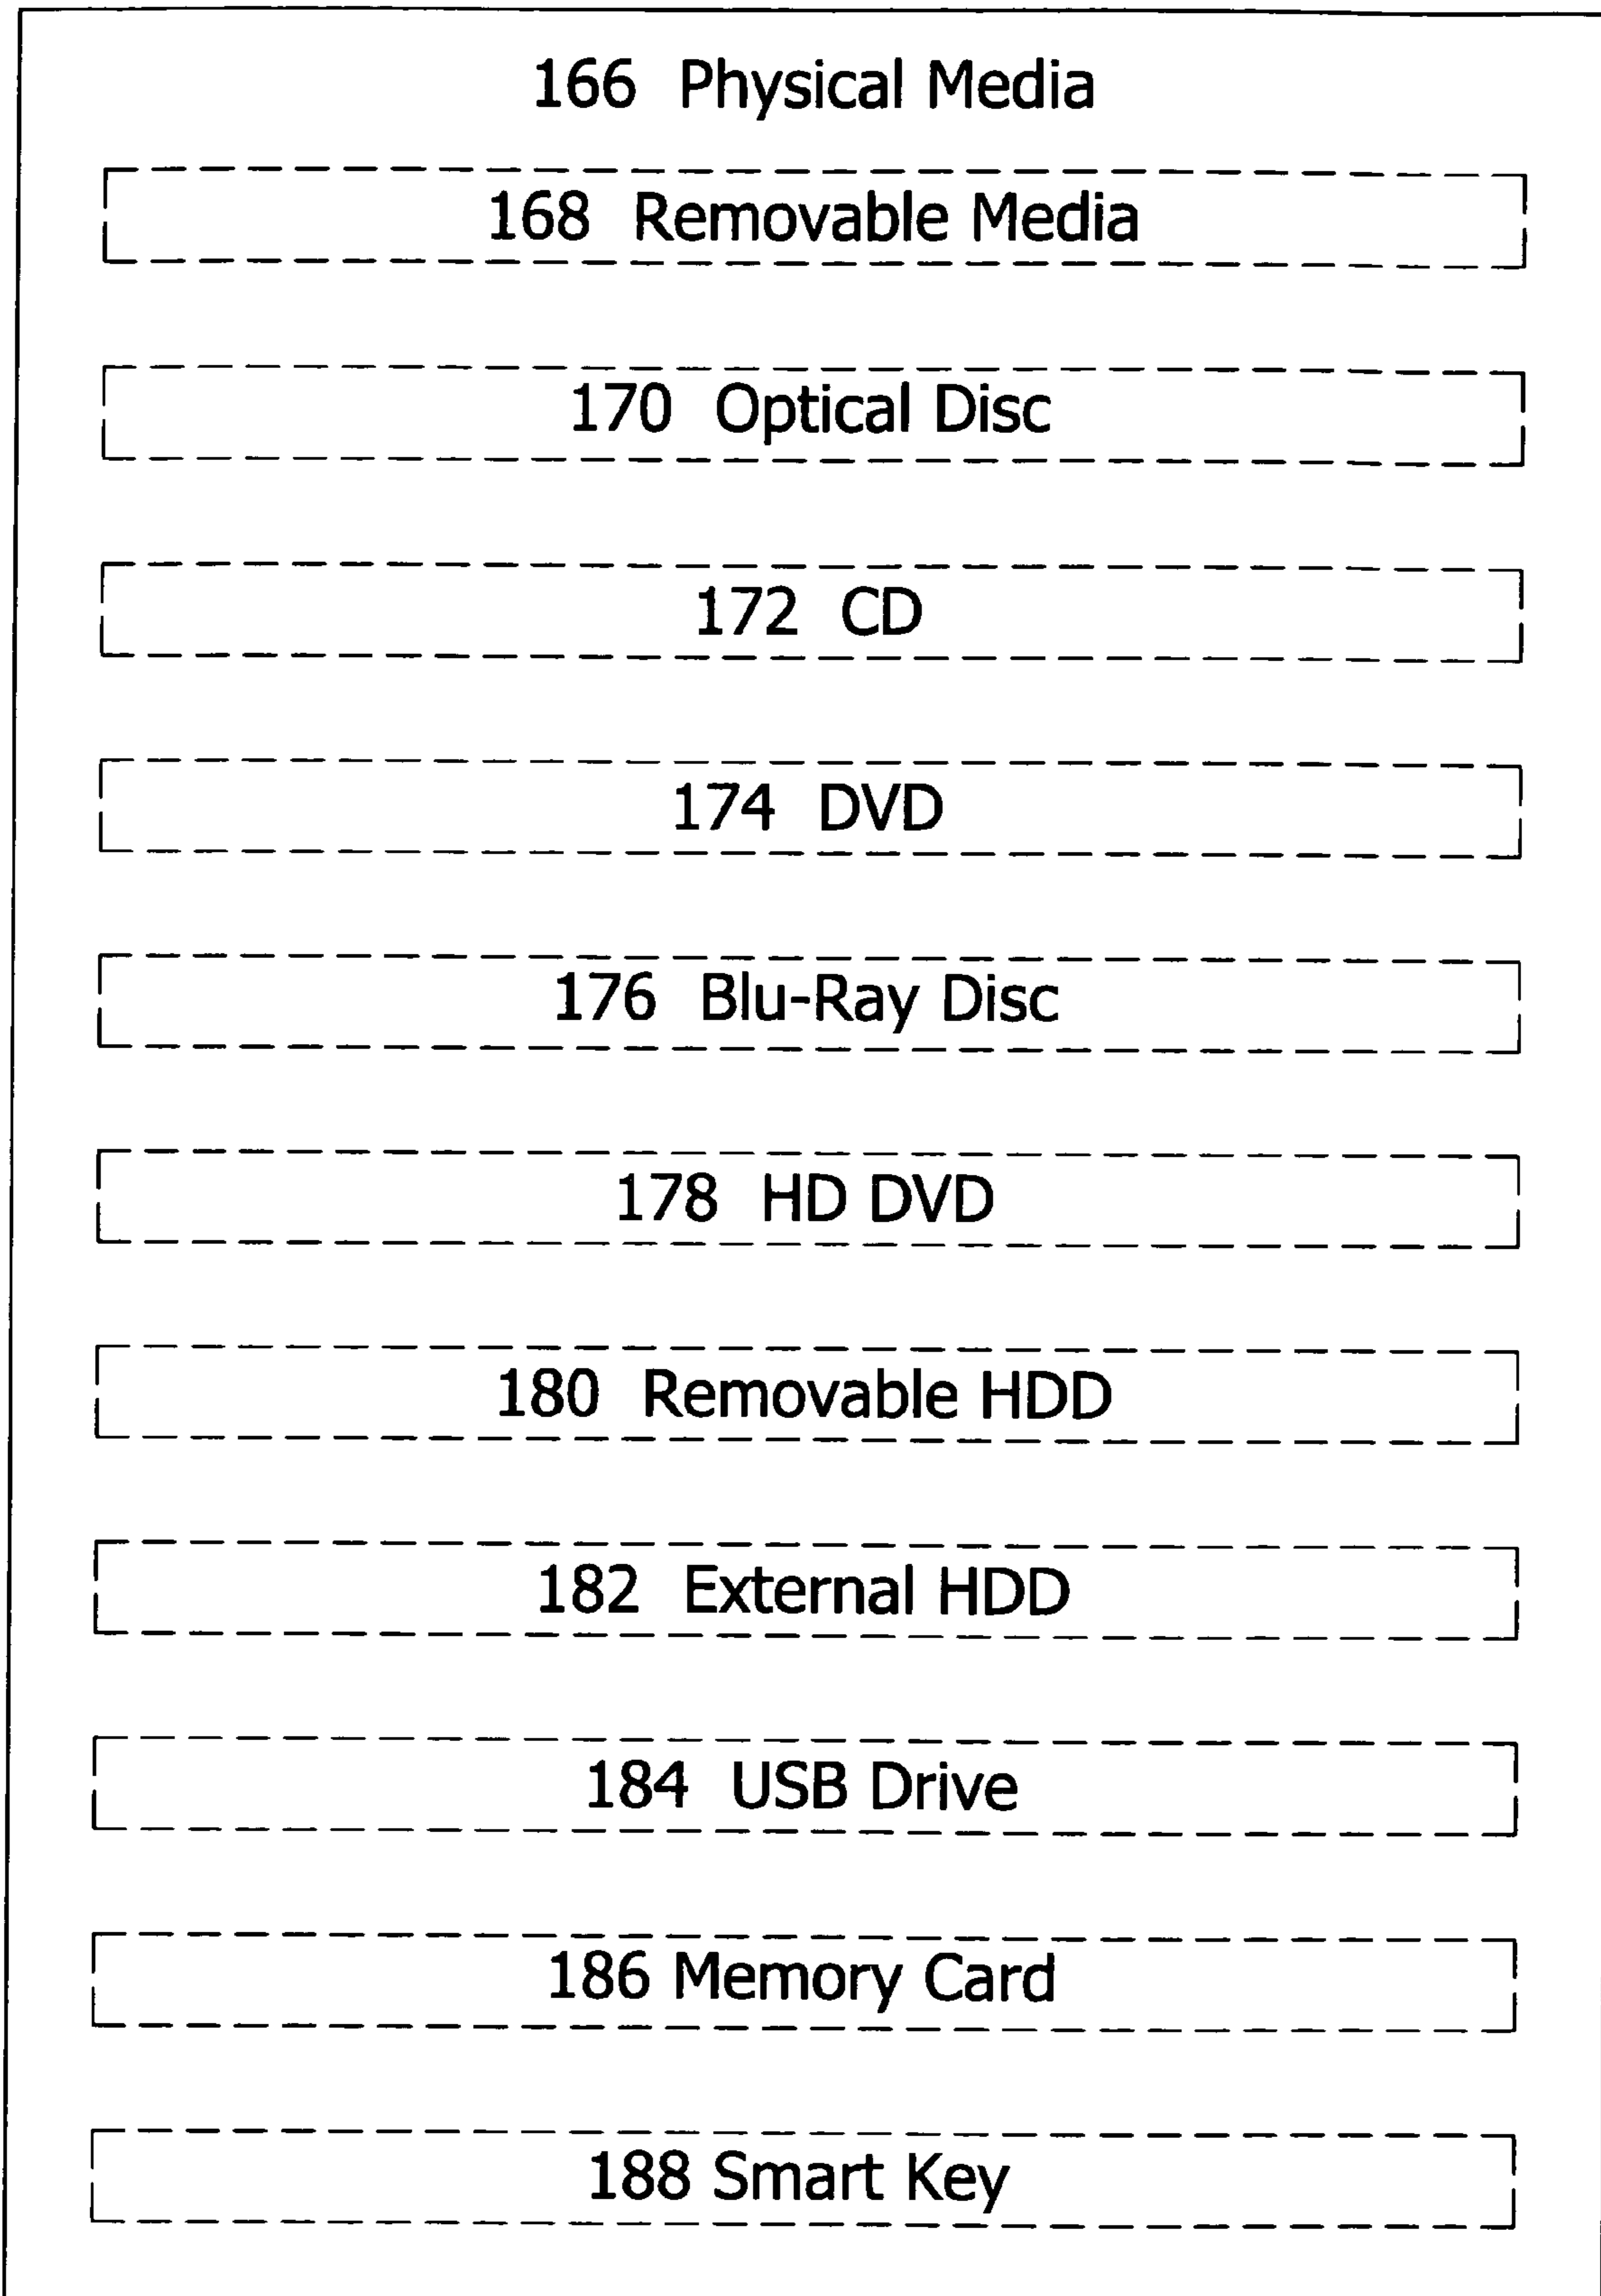 166 Physical Media
168 Removable Media
170 Optical Disc
172 CD
174 DVD
176 Blu-Ray Disc
178 HD DVD
180 Removable HDD
182 External HDD
184 USB Drive
186 Memory Card
188 Smart Key